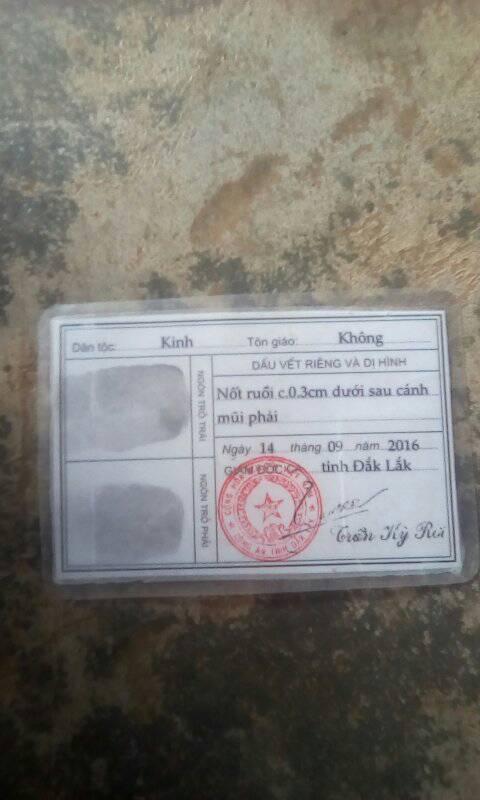 Dân tộc: Kinh Tôn giáo: Không
DẤU VẾT RIÊNG VÀ DỊ HÌNH
Nốt ruồi c.0.3cm dưới sau cánh
mũi phải
NGÓN TRỎ TRÁI
NGÓN TRỎ PHẢI
Ngày 14 tháng 09 năm 2016
GIÁM ĐỐC CA tỉnh Đắk Lắk
Trần Kỳ Rơi